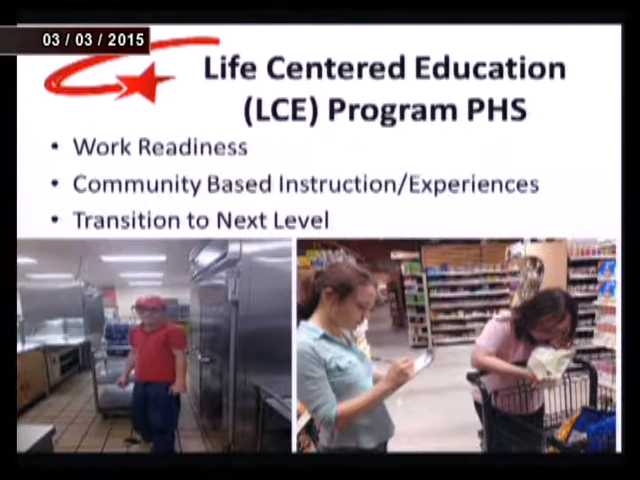 03 / 03 / 2015
Life Centered Education
(LCE) Program PHS
• Work Readiness
• Community Based Instruction/Experiences
• Transition to Next Level